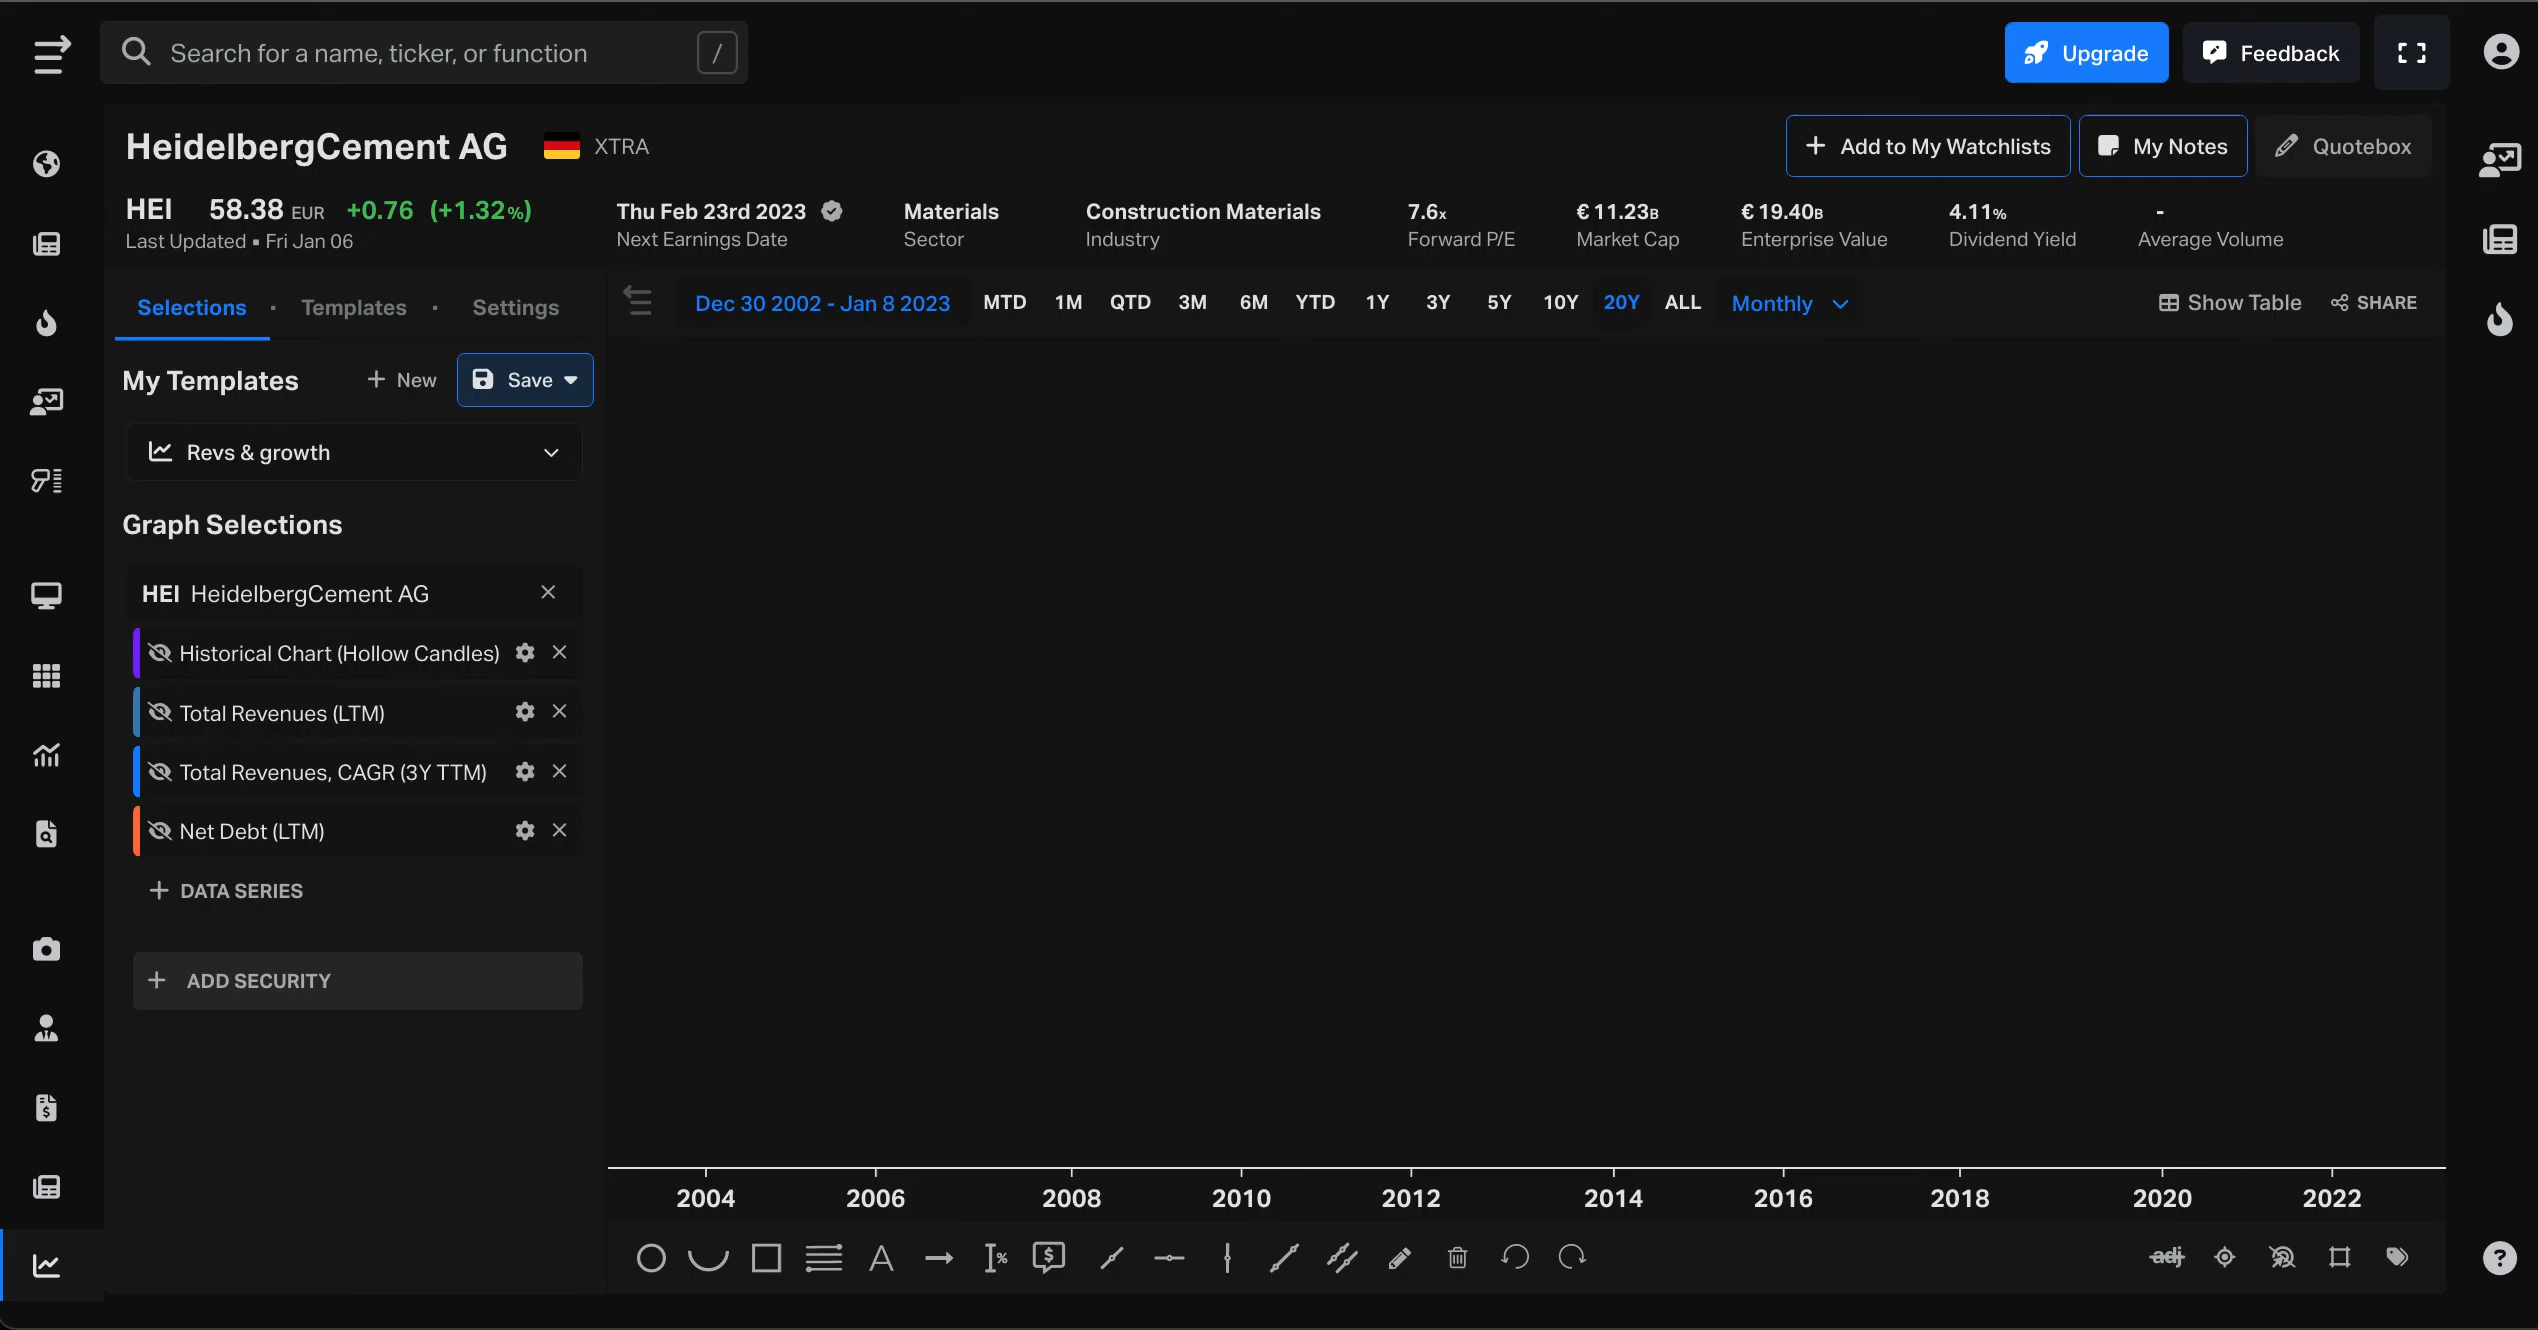 Search for a name, ticker, or function /
Upgrade
Feedback
HeidelbergCement AG XTRA
+ Add to My Watchlists
My Notes
Quotebox
HEI 58.38 EUR +0.76 (+1.32%)
Last Updated ▪ Fri Jan 06
Thu Feb 23rd 2023
Next Earnings Date
Materials
Sector
Construction Materials
Industry
7.6x
Forward P/E
€ 11.23B
Market Cap
€ 19.40B
Enterprise Value
4.11%
Dividend Yield
-
Average Volume
Selections · Templates · Settings
Dec 30 2002 - Jan 8 2023 MTD 1M QTD 3M 6M YTD 1Y 3Y 5Y 10Y 20Y ALL Monthly
Show Table SHARE
My Templates + New Save
Revs & growth
Graph Selections
HEI HeidelbergCement AG
Historical Chart (Hollow Candles)
Total Revenues (LTM)
Total Revenues, CAGR (3Y TTM)
Net Debt (LTM)
+ DATA SERIES
+ ADD SECURITY
2004 2006 2008 2010 2012 2014 2016 2018 2020 2022
A % $ adj ?